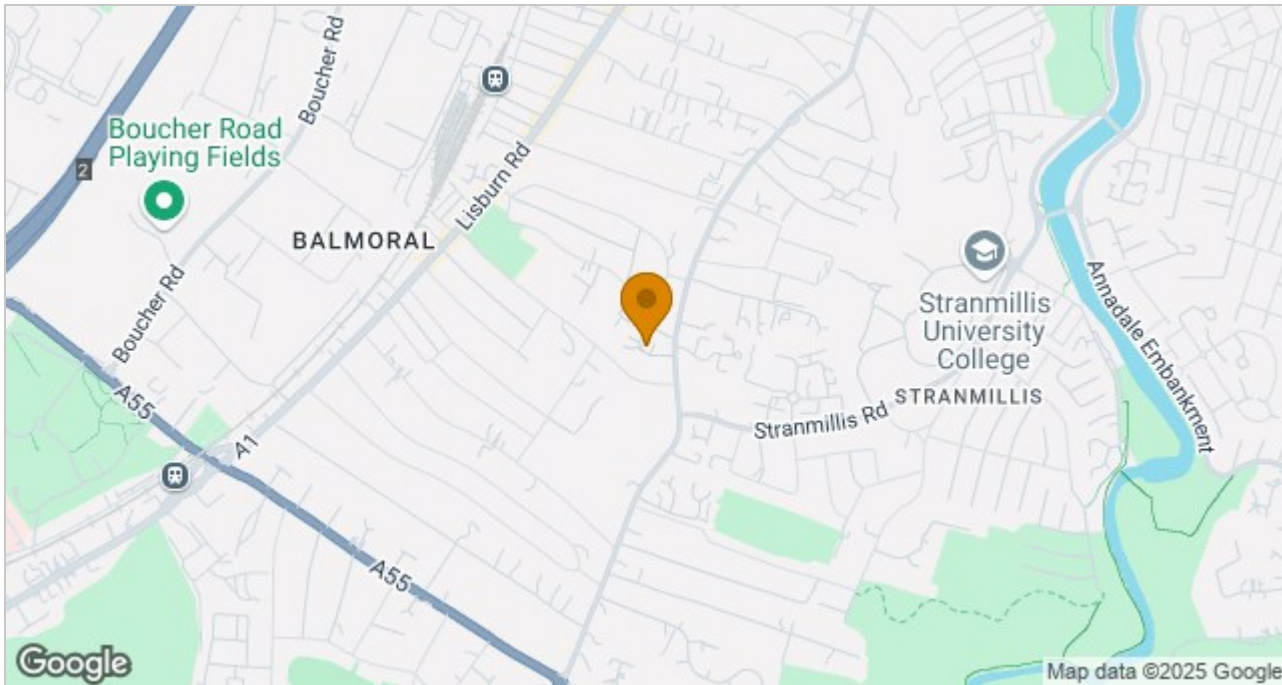 Boucher Rd
Boucher Road
Playing Fields
2
Lisburn Rd
BALMORAL
Boucher Rd
Stranmillis
University
College
Annadale Embankment
STRANMILLIS
Stranmillis Rd
A55
A1
A55
Google
Map data ©2025 Google